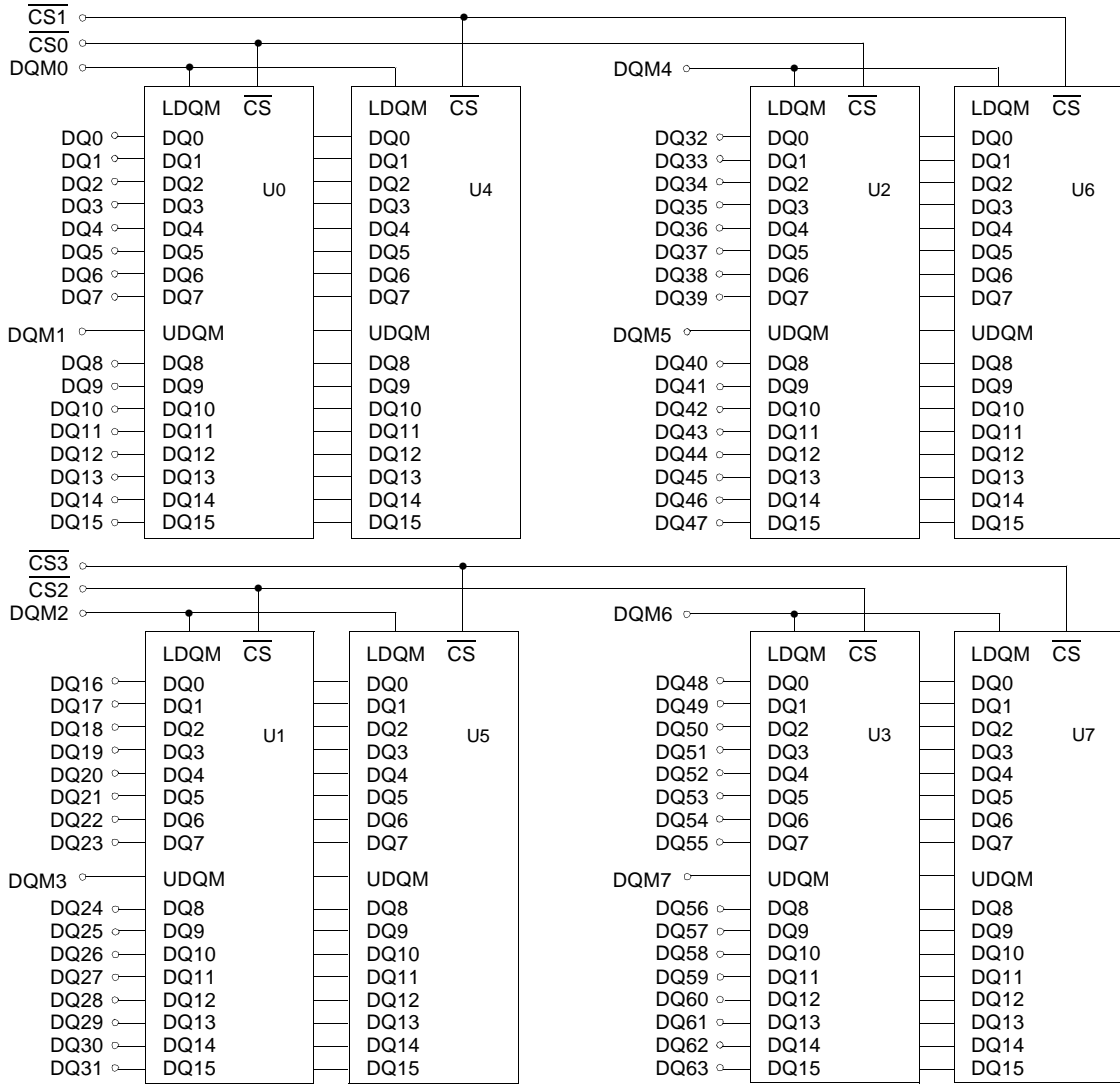 CS1
CS0
DQM0 DQM4
LDQM CS LDQM CS LDQM CS LDQM CS
DQ0 DQ0 DQ0 DQ32 DQ0 DQ0
DQ1 DQ1 DQ1 DQ33 DQ1 DQ1
DQ2 DQ2 U0 DQ2 U4 DQ34 DQ2 U2 DQ2 U6
DQ3 DQ3 DQ3 DQ35 DQ3 DQ3
DQ4 DQ4 DQ4 DQ36 DQ4 DQ4
DQ5 DQ5 DQ5 DQ37 DQ5 DQ5
DQ6 DQ6 DQ6 DQ38 DQ6 DQ6
DQ7 DQ7 DQ7 DQ39 DQ7 DQ7
DQM1 UDQM UDQM DQM5 UDQM UDQM
DQ8 DQ8 DQ8 DQ40 DQ8 DQ8
DQ9 DQ9 DQ9 DQ41 DQ9 DQ9
DQ10 DQ10 DQ10 DQ42 DQ10 DQ10
DQ11 DQ11 DQ11 DQ43 DQ11 DQ11
DQ12 DQ12 DQ12 DQ44 DQ12 DQ12
DQ13 DQ13 DQ13 DQ45 DQ13 DQ13
DQ14 DQ14 DQ14 DQ46 DQ14 DQ14
DQ15 DQ15 DQ15 DQ47 DQ15 DQ15
CS3
CS2
DQM2 DQM6
LDQM CS LDQM CS LDQM CS LDQM CS
DQ16 DQ0 DQ0 DQ48 DQ0 DQ0
DQ17 DQ1 DQ1 DQ49 DQ1 DQ1
DQ18 DQ2 U1 DQ2 U5 DQ50 DQ2 U3 DQ2 U7
DQ19 DQ3 DQ3 DQ51 DQ3 DQ3
DQ20 DQ4 DQ4 DQ52 DQ4 DQ4
DQ21 DQ5 DQ5 DQ53 DQ5 DQ5
DQ22 DQ6 DQ6 DQ54 DQ6 DQ6
DQ23 DQ7 DQ7 DQ55 DQ7 DQ7
DQM3 UDQM UDQM DQM7 UDQM UDQM
DQ24 DQ8 DQ8 DQ56 DQ8 DQ8
DQ25 DQ9 DQ9 DQ57 DQ9 DQ9
DQ26 DQ10 DQ10 DQ58 DQ10 DQ10
DQ27 DQ11 DQ11 DQ59 DQ11 DQ11
DQ28 DQ12 DQ12 DQ60 DQ12 DQ12
DQ29 DQ13 DQ13 DQ61 DQ13 DQ13
DQ30 DQ14 DQ14 DQ62 DQ14 DQ14
DQ31 DQ15 DQ15 DQ63 DQ15 DQ15